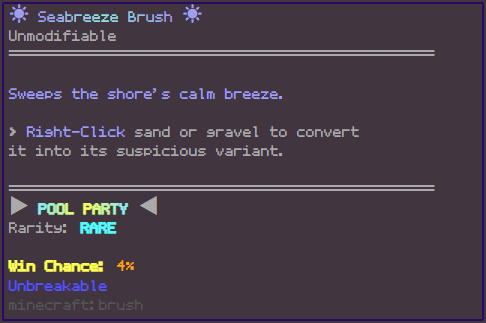 ☀ Seabreeze Brush ☀
Unmodifiable
Sweeps the shore's calm breeze.
> Right-Click sand or gravel to convert
it into its suspicious variant.
▶ POOL PARTY ◀
Rarity: RARE
Win Chance: 4%
Unbreakable
minecraft:brush